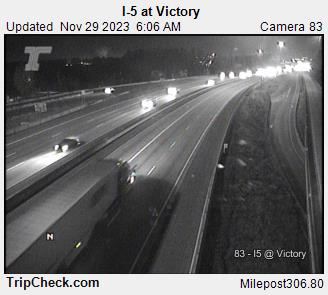 I-5 at Victory
Updated Nov 29 2023 6:06 AM Camera 83
N
83 - I5 @ Victory
TripCheck.com Milepost306.80